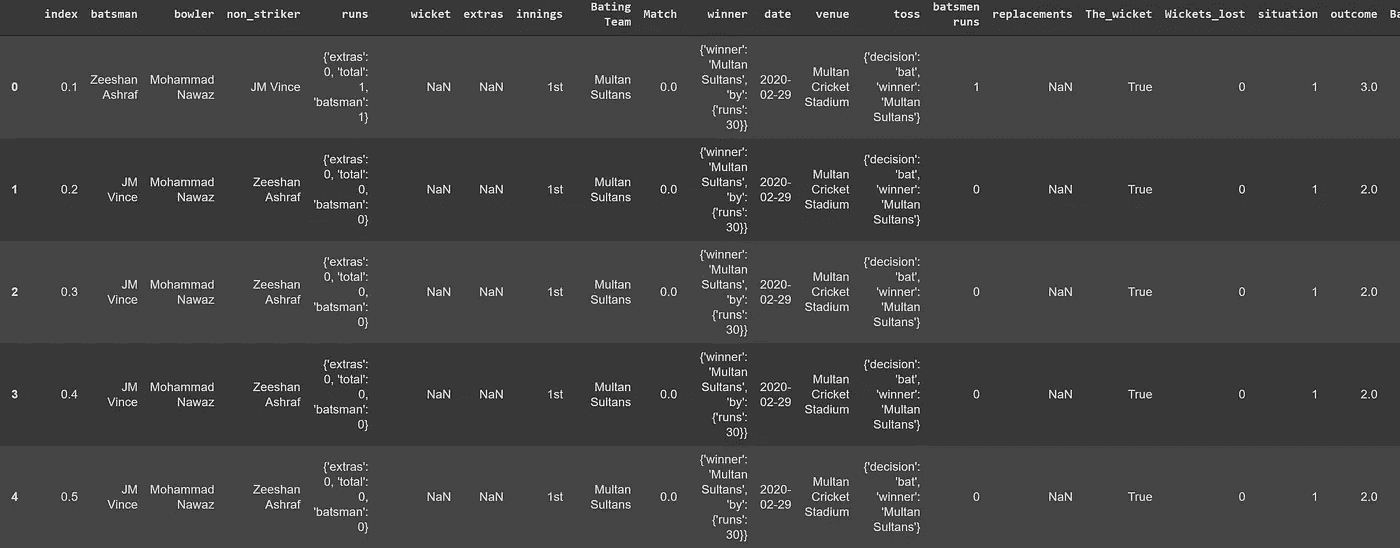 index batsman bowler non_striker runs wicket extras innings Bating Team Match winner date venue toss batsmen runs replacements The_wicket Wickets_lost situation outcome Ba
0 0.1 Zeeshan Ashraf Mohammad Nawaz JM Vince {'extras': 0, 'total': 1, 'batsman': 1} NaN NaN 1st Multan Sultans 0.0 {'winner': 'Multan Sultans', 'by': {'runs': 30}} 2020-02-29 Multan Cricket Stadium {'decision': 'bat', 'winner': 'Multan Sultans'} 1 NaN True 0 1 3.0
1 0.2 JM Vince Mohammad Nawaz Zeeshan Ashraf {'extras': 0, 'total': 0, 'batsman': 0} NaN NaN 1st Multan Sultans 0.0 {'winner': 'Multan Sultans', 'by': {'runs': 30}} 2020-02-29 Multan Cricket Stadium {'decision': 'bat', 'winner': 'Multan Sultans'} 0 NaN True 0 1 2.0
2 0.3 JM Vince Mohammad Nawaz Zeeshan Ashraf {'extras': 0, 'total': 0, 'batsman': 0} NaN NaN 1st Multan Sultans 0.0 {'winner': 'Multan Sultans', 'by': {'runs': 30}} 2020-02-29 Multan Cricket Stadium {'decision': 'bat', 'winner': 'Multan Sultans'} 0 NaN True 0 1 2.0
3 0.4 JM Vince Mohammad Nawaz Zeeshan Ashraf {'extras': 0, 'total': 0, 'batsman': 0} NaN NaN 1st Multan Sultans 0.0 {'winner': 'Multan Sultans', 'by': {'runs': 30}} 2020-02-29 Multan Cricket Stadium {'decision': 'bat', 'winner': 'Multan Sultans'} 0 NaN True 0 1 2.0
4 0.5 JM Vince Mohammad Nawaz Zeeshan Ashraf {'extras': 0, 'total': 0, 'batsman': 0} NaN NaN 1st Multan Sultans 0.0 {'winner': 'Multan Sultans', 'by': {'runs': 30}} 2020-02-29 Multan Cricket Stadium {'decision': 'bat', 'winner': 'Multan Sultans'} 0 NaN True 0 1 2.0